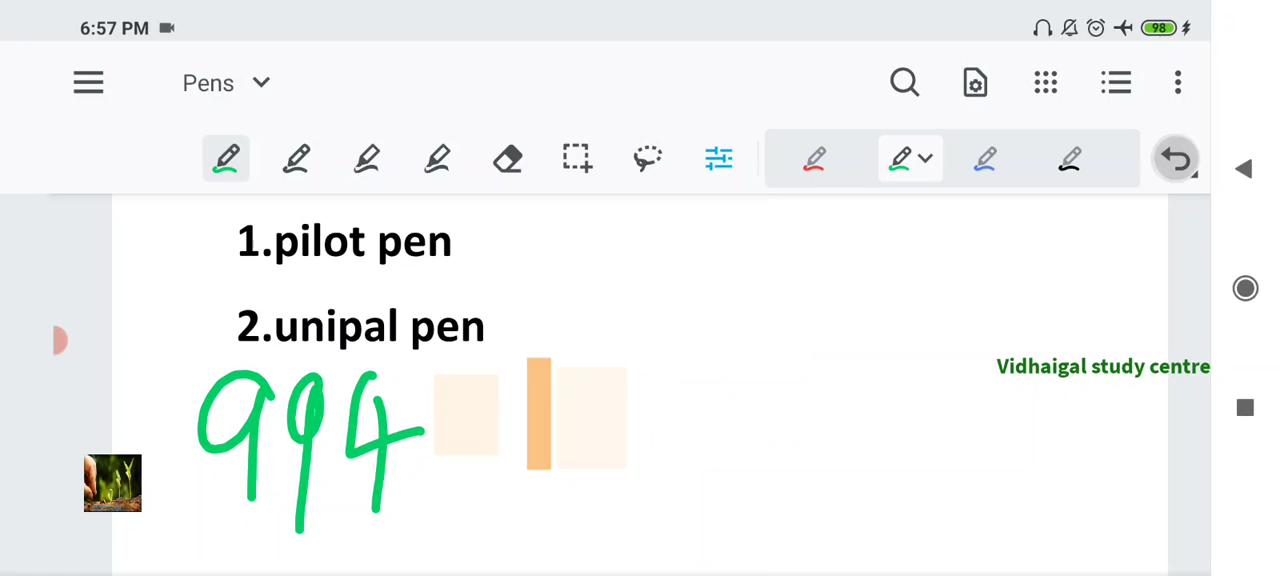 6:57 PM
98
Pens
1.pilot pen
2.unipal pen
Vidhaigal study centre
994